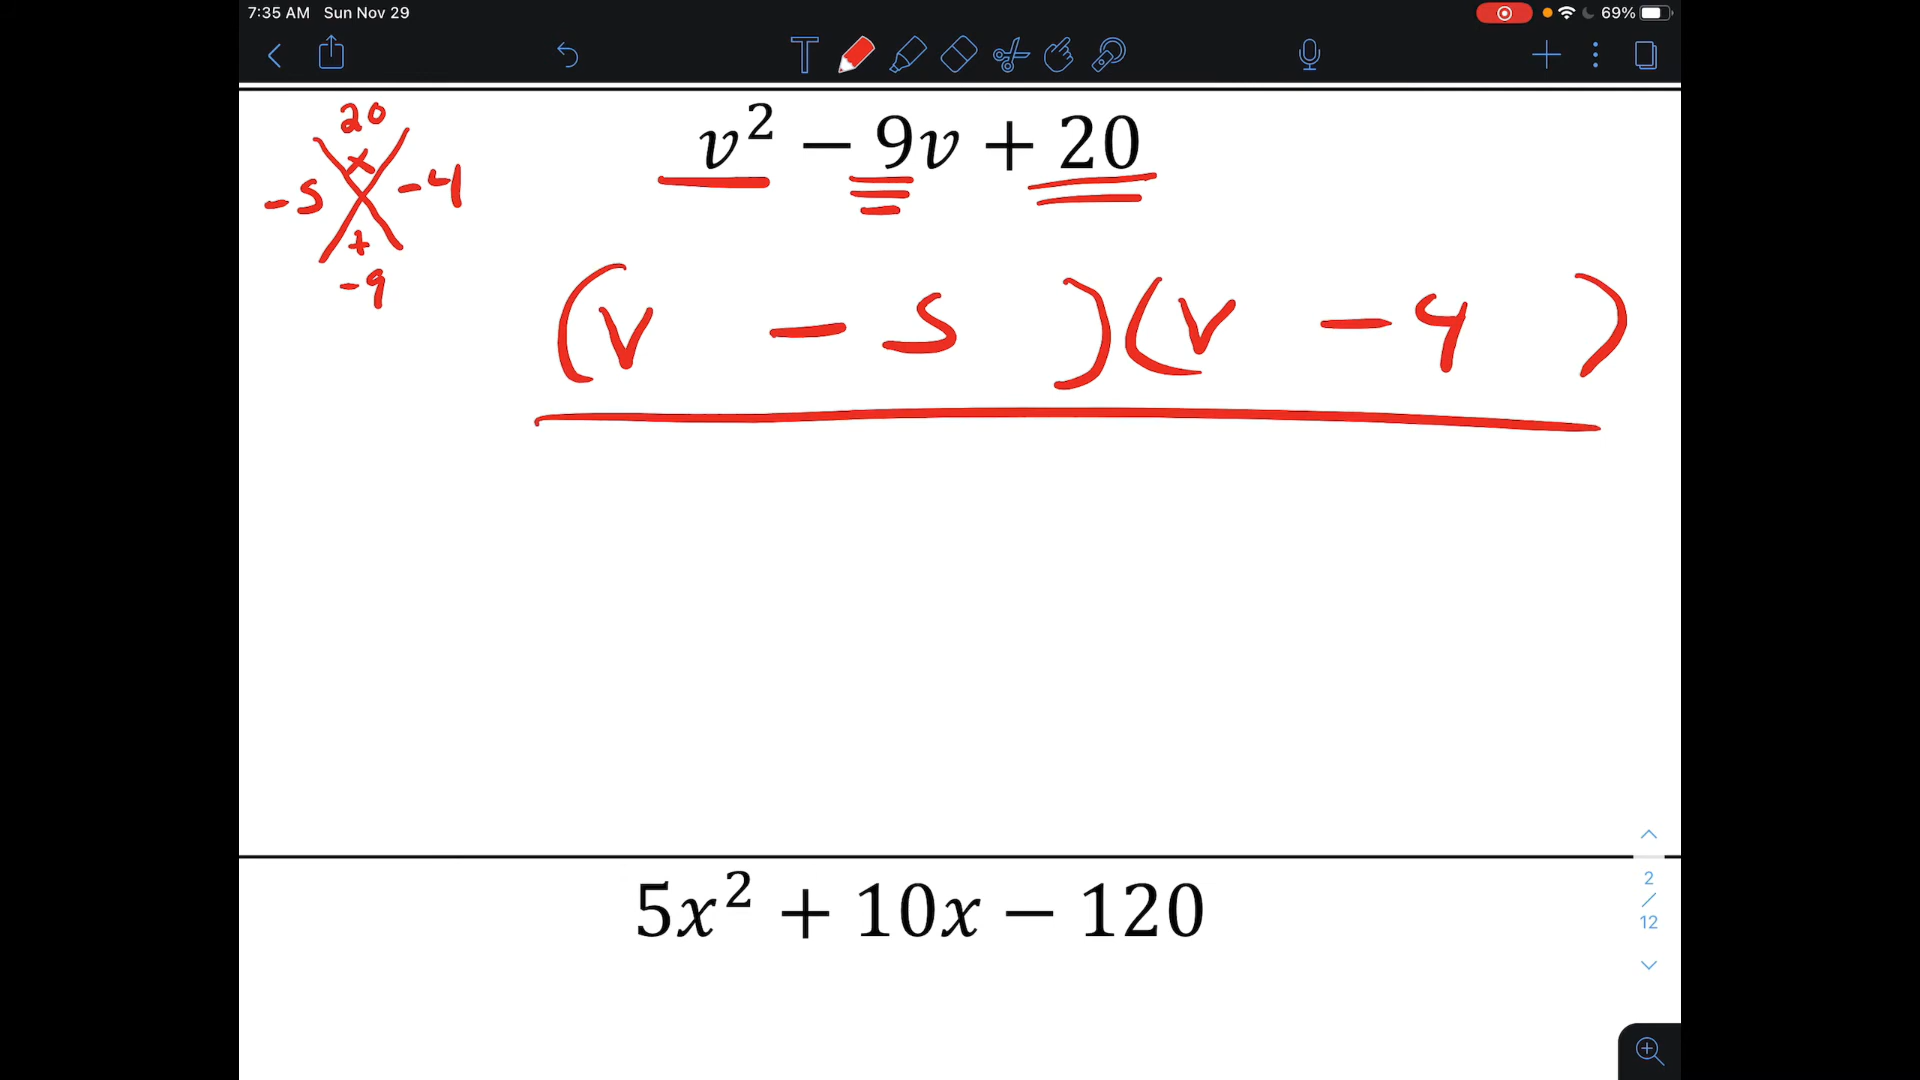 7:35 AM Sun Nov 29 69%
T
20
v² − 9v + 20
×
-5 -4
+
-9
(v - 5 )(v - 4 )
5x² + 10x − 120
2
/
12